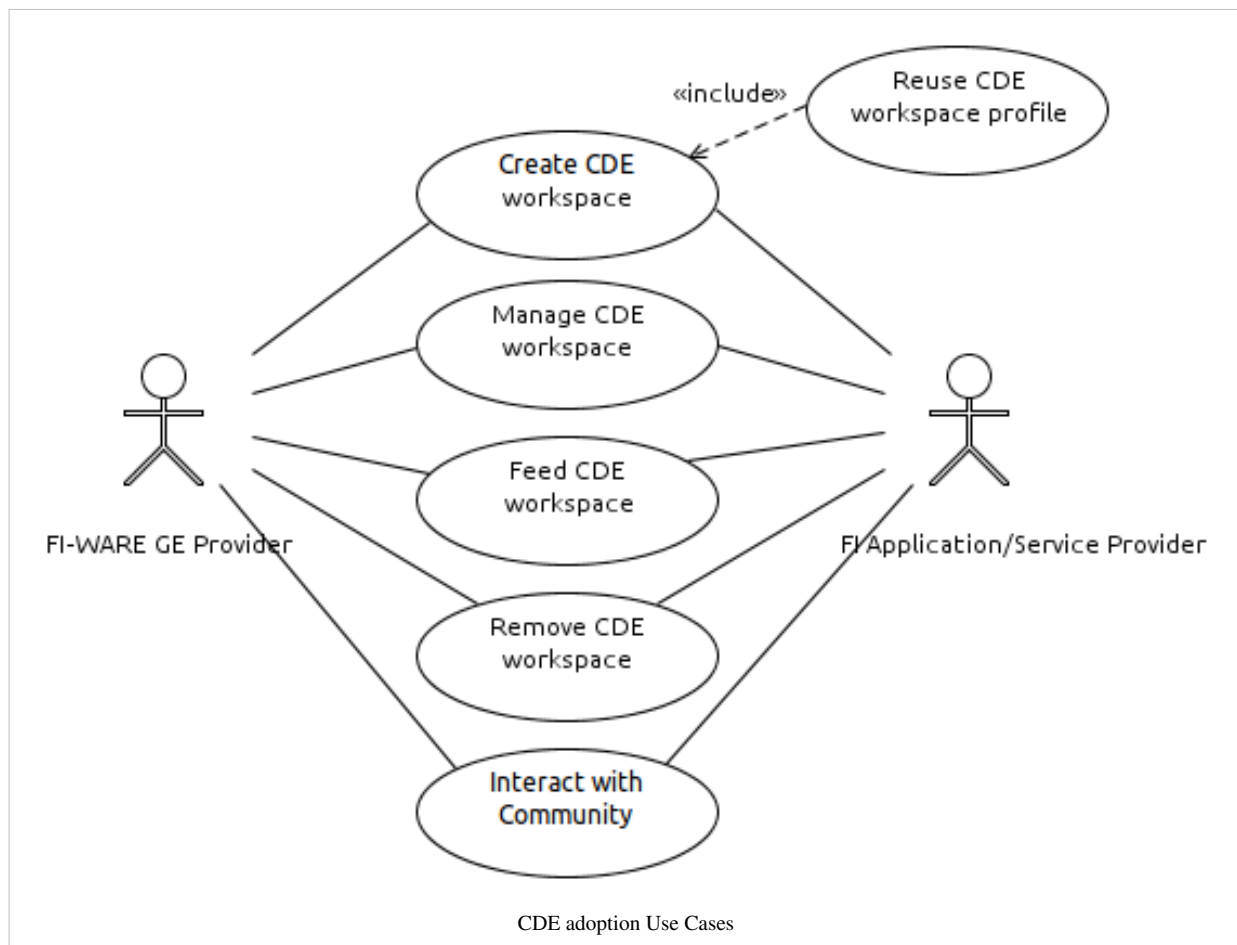 Reuse CDE
workspace profile
«include»
Create CDE
workspace
Manage CDE
workspace
Feed CDE
workspace
FI-WARE GE Provider
FI Application/Service Provider
Remove CDE
workspace
Interact with
Community
CDE adoption Use Cases